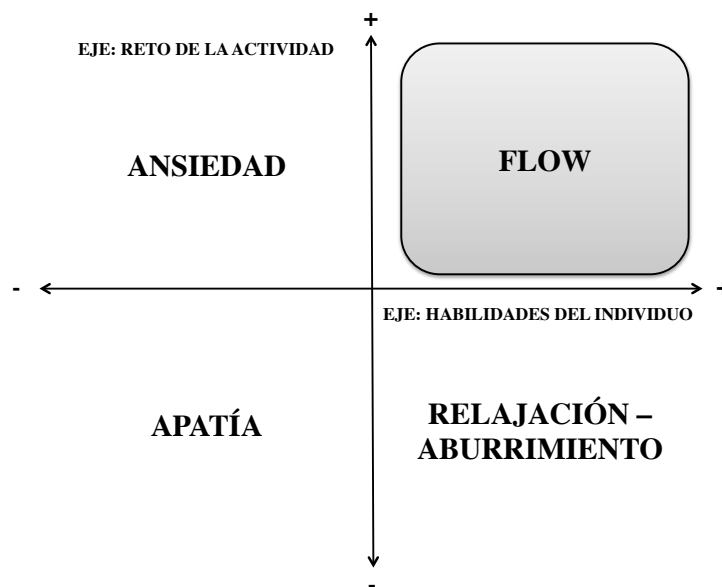 +
EJE: RETO DE LA ACTIVIDAD
ANSIEDAD
FLOW
-
EJE: HABILIDADES DEL INDIVIDUO
APATÍA
RELAJACIÓN –
ABURRIMIENTO
-